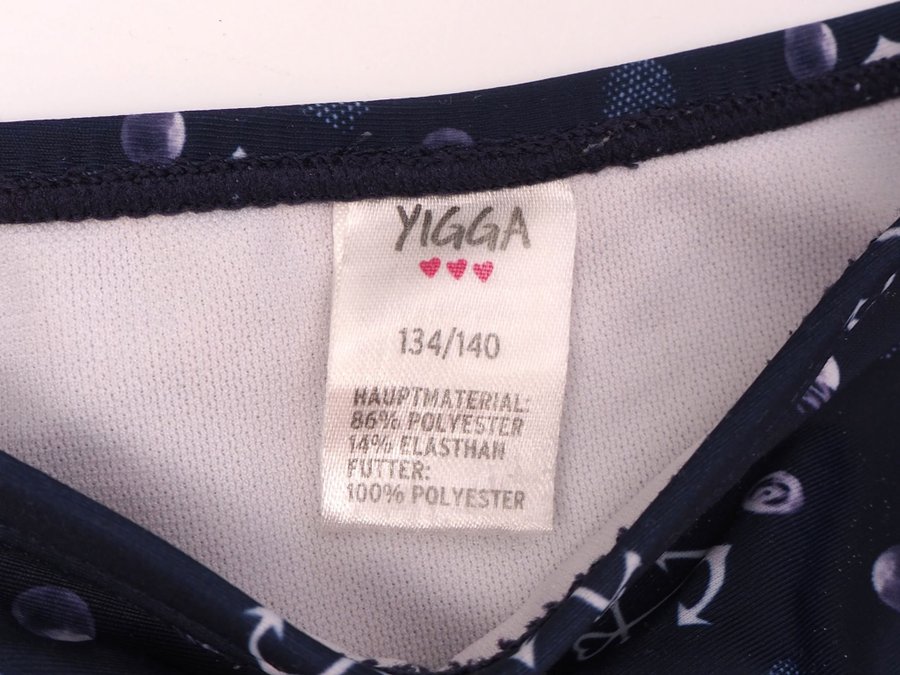 YIGGA
134/140
HAUPTMATERIAL:
86% POLYESTER
14% ELASTHAN
FUTTER:
100% POLYESTER